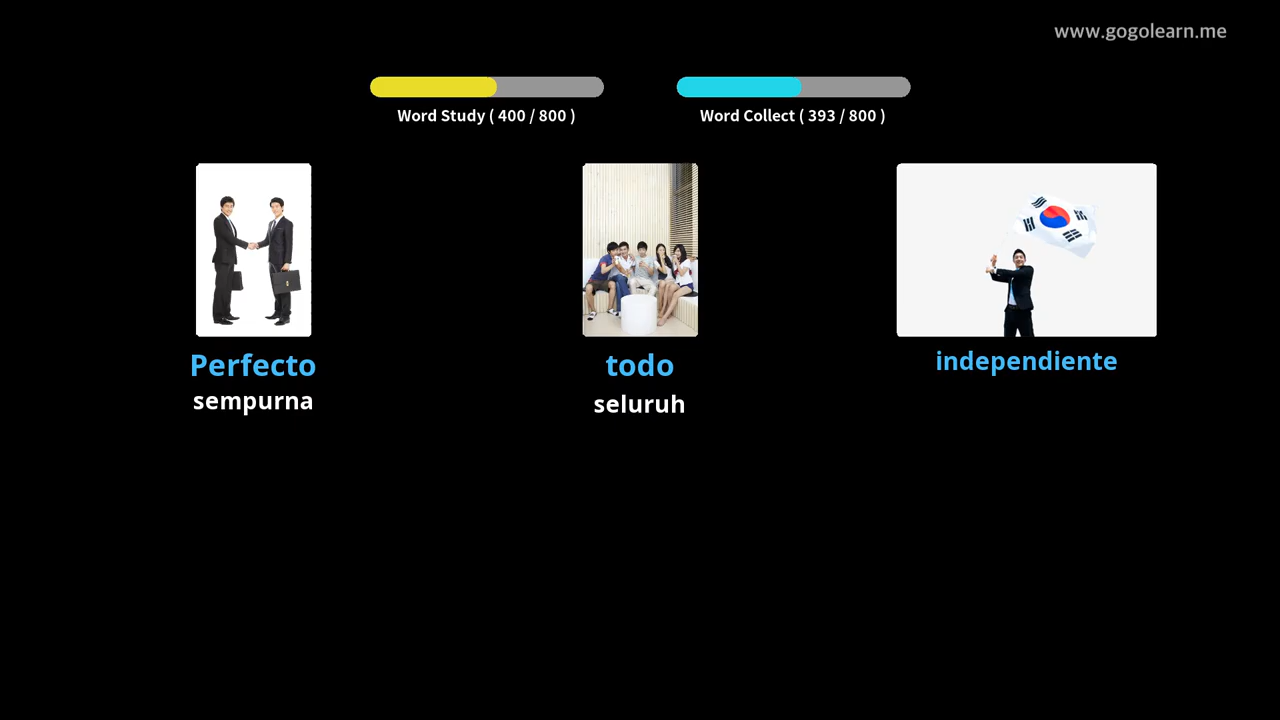 www.gogolearn.me
Word Study ( 400 / 800 )
Word Collect ( 393 / 800 )
Perfecto
sempurna
todo
seluruh
independiente